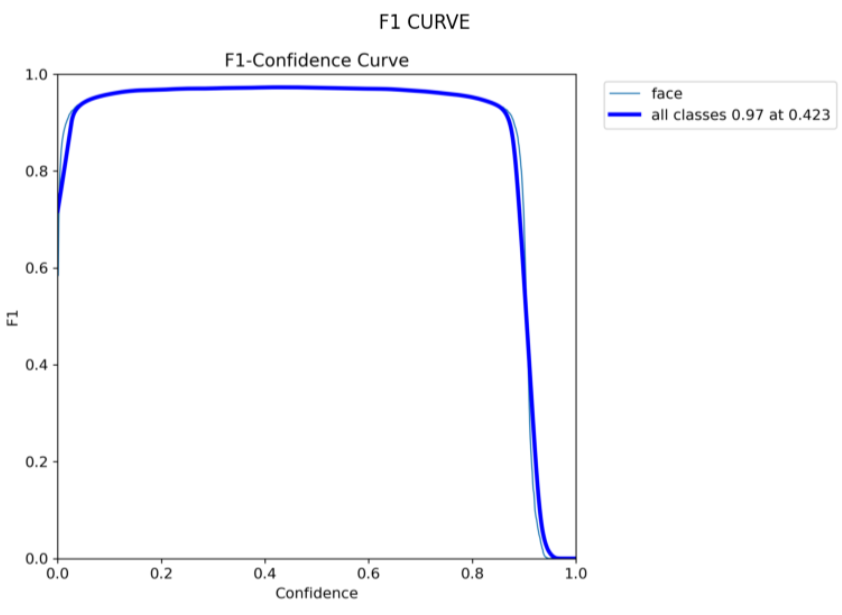 F1 CURVE
F1-Confidence Curve
face
all classes 0.97 at 0.423
1.0
0.8
0.6
0.4
0.2
0.0
F1
0.0 0.2 0.4 0.6 0.8 1.0
Confidence